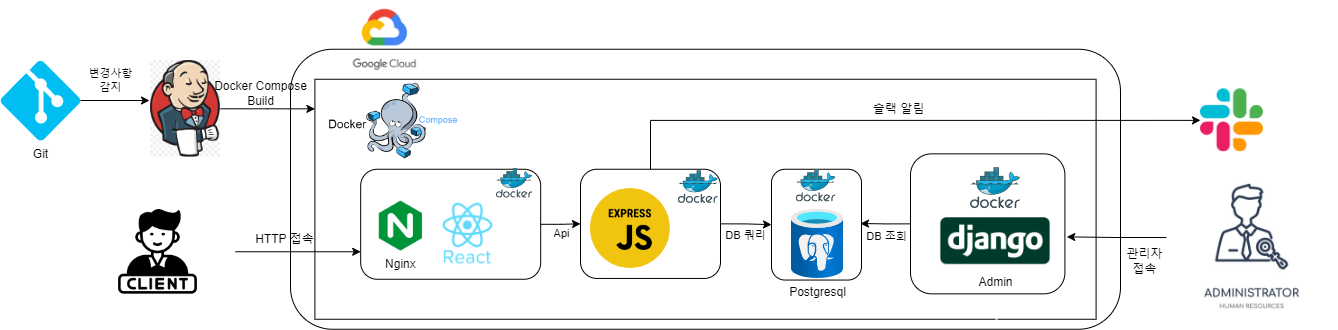 Google Cloud
변경사항
감지
Git
Docker Compose
Build
Docker
Compose
슬랙 알림
docker
Nginx
React
HTTP 접속
CLIENT
Api
docker
EXPRESS
JS
DB 쿼리
docker
Postgresql
DB 조회
docker
django
Admin
관리자
접속
ADMINISTRATOR
HUMAN RESOURCES